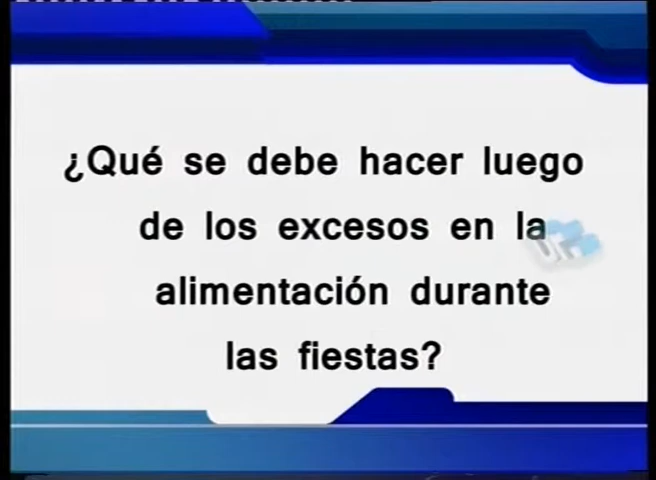 ¿Qué se debe hacer luego
de los excesos en la
alimentación durante
las fiestas?